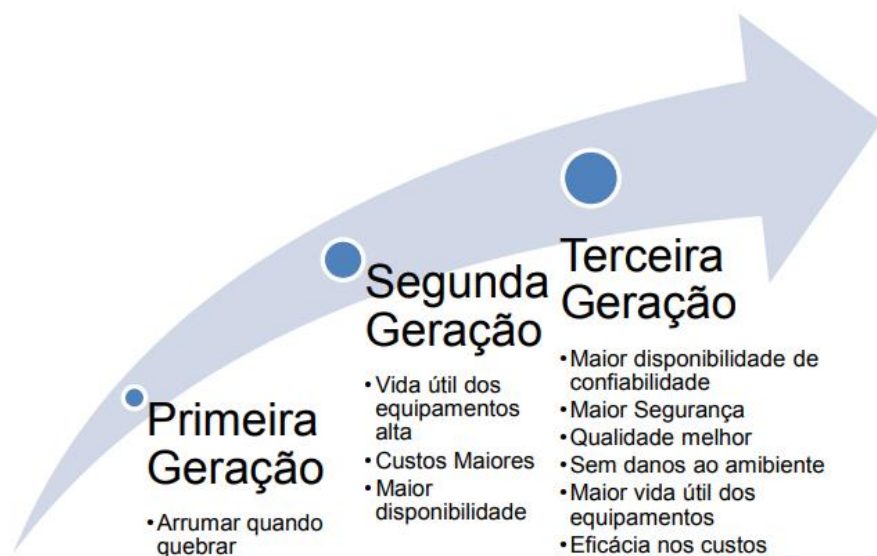 Primeira
Geração
•Arrumar quando
quebrar
Segunda
Geração
•Vida útil dos
equipamentos
alta
•Custos Maiores
•Maior
disponibilidade
Terceira
Geração
•Maior disponibilidade de
confiabilidade
•Maior Segurança
•Qualidade melhor
•Sem danos ao amibiente
•Maior vida útil dos
equipamentos
•Eficácia nos custos